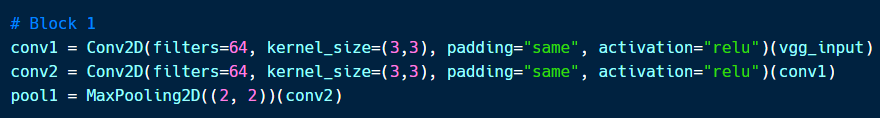 # Block 1
conv1 = Conv2D(filters=64, kernel_size=(3,3), padding="same", activation="relu")(vgg_input)
conv2 = Conv2D(filters=64, kernel_size=(3,3), padding="same", activation="relu")(conv1)
pool1 = MaxPooling2D((2, 2))(conv2)